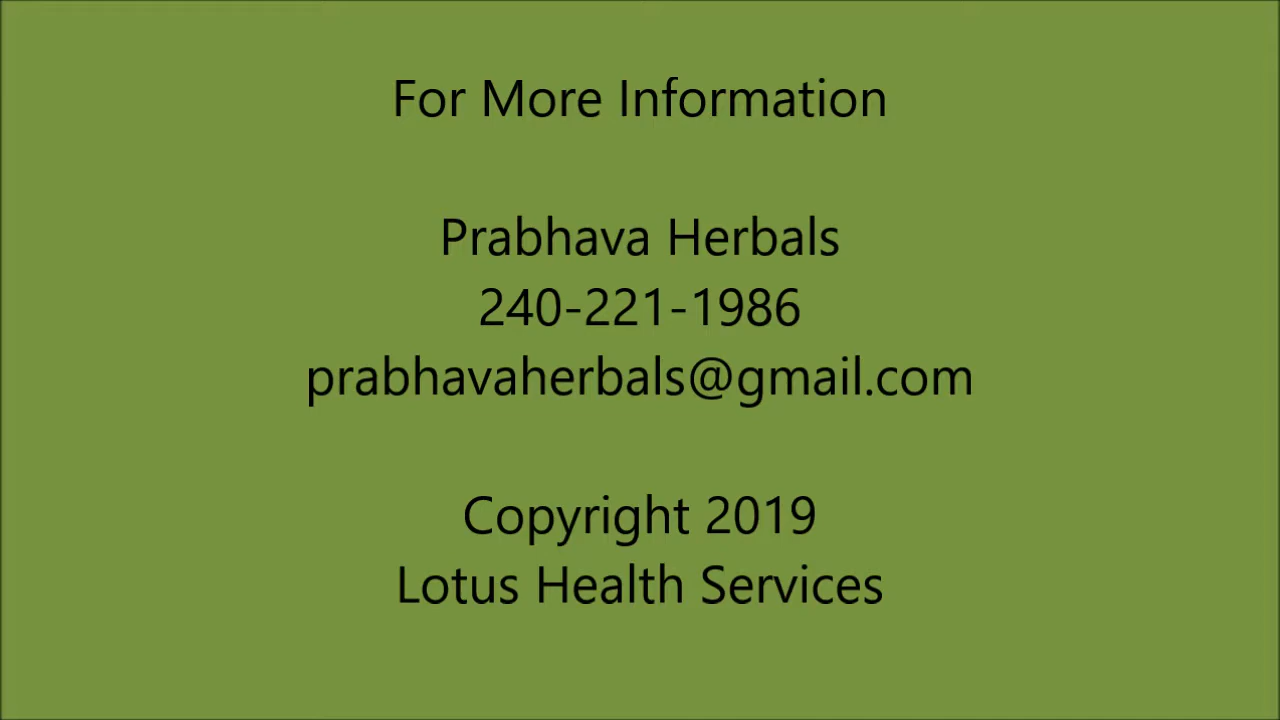 For More Information
Prabhava Herbals
240-221-1986
prabhavaherbals@gmail.com
Copyright 2019
Lotus Health Services